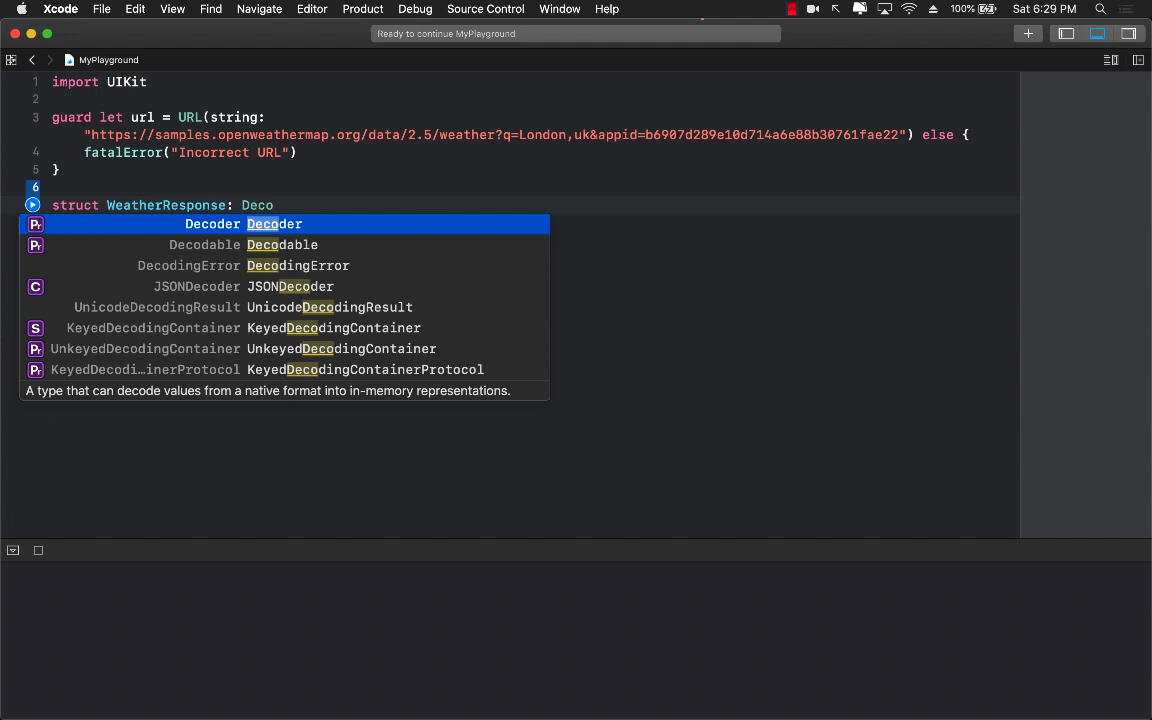 Xcode File Edit View Find Navigate Editor Product Debug Source Control Window Help 100% Sat 6:29 PM
Ready to continue MyPlayground
MyPlayground
1 import UIKit
2
3 guard let url = URL(string:
"https://samples.openweathermap.org/data/2.5/weather?q=London,uk&appid=b6907d289e10d714a6e88b30761fae22") else {
4 fatalError("Incorrect URL")
5 }
6
struct WeatherResponse: Deco
Pr Decoder Decoder
Pr Decodable Decodable
DecodingError DecodingError
C JSONDecoder JSONDecoder
UnicodeDecodingResult UnicodeDecodingResult
S KeyedDecodingContainer KeyedDecodingContainer
Pr UnkeyedDecodingContainer UnkeyedDecodingContainer
Pr KeyedDecodi...inerProtocol KeyedDecodingContainerProtocol
A type that can decode values from a native format into in-memory representations.